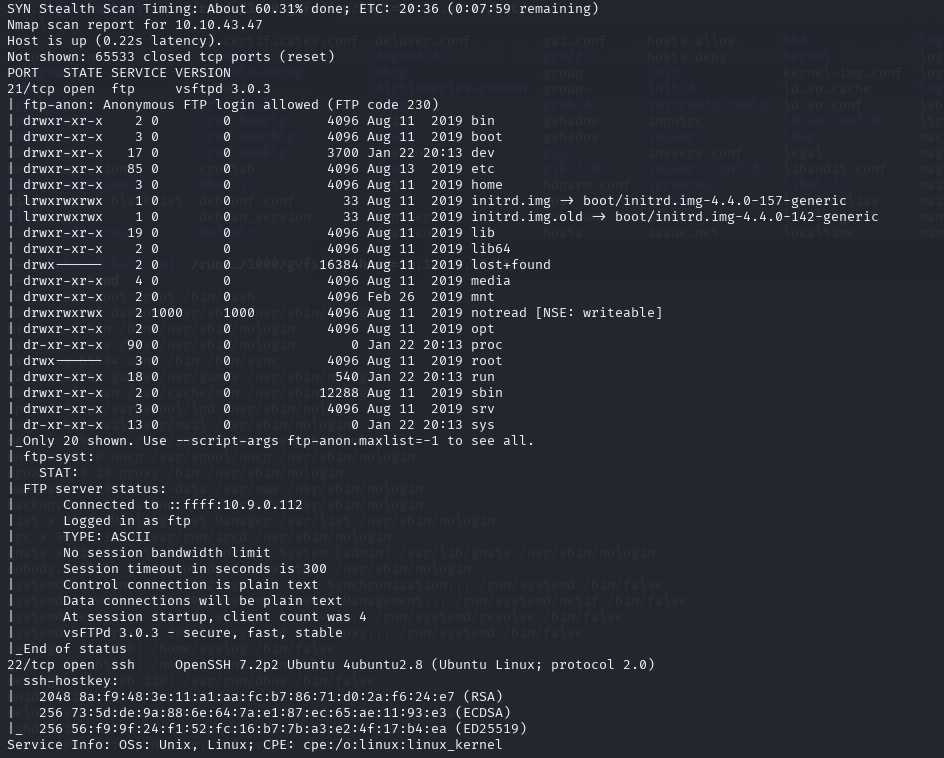 SYN Stealth Scan Timing: About 60.31% done; ETC: 20:36 (0:07:59 remaining)
Nmap scan report for 10.10.43.47
Host is up (0.22s latency).
Not shown: 65533 closed tcp ports (reset)
PORT   STATE SERVICE VERSION
21/tcp open  ftp     vsftpd 3.0.3
| ftp-anon: Anonymous FTP login allowed (FTP code 230)
| drwxr-xr-x    2 0        0            4096 Aug 11  2019 bin
| drwxr-xr-x    3 0        0            4096 Aug 11  2019 boot
| drwxr-xr-x   17 0        0            3700 Jan 22 20:13 dev
| drwxr-xr-x   85 0        0            4096 Aug 13  2019 etc
| drwxr-xr-x    3 0        0            4096 Aug 11  2019 home
| lrwxrwxrwx    1 0        0              33 Aug 11  2019 initrd.img -> boot/initrd.img-4.4.0-157-generic
| lrwxrwxrwx    1 0        0              33 Aug 11  2019 initrd.img.old -> boot/initrd.img-4.4.0-142-generic
| drwxr-xr-x   19 0        0            4096 Aug 11  2019 lib
| drwxr-xr-x    2 0        0            4096 Aug 11  2019 lib64
| drwx------    2 0        0           16384 Aug 11  2019 lost+found
| drwxr-xr-x    4 0        0            4096 Aug 11  2019 media
| drwxr-xr-x    2 0        0            4096 Feb 26  2019 mnt
| drwxrwxrwx    2 1000     1000         4096 Aug 11  2019 notread [NSE: writeable]
| drwxr-xr-x    2 0        0            4096 Aug 11  2019 opt
| dr-xr-xr-x   90 0        0               0 Jan 22 20:13 proc
| drwx------    3 0        0            4096 Aug 11  2019 root
| drwxr-xr-x   18 0        0             540 Jan 22 20:13 run
| drwxr-xr-x    2 0        0           12288 Aug 11  2019 sbin
| drwxr-xr-x    3 0        0            4096 Aug 11  2019 srv
| dr-xr-xr-x   13 0        0               0 Jan 22 20:13 sys
|_Only 20 shown. Use --script-args ftp-anon.maxlist=-1 to see all.
| ftp-syst:
|   STAT:
| FTP server status:
|      Connected to ::ffff:10.9.0.112
|      Logged in as ftp
|      TYPE: ASCII
|      No session bandwidth limit
|      Session timeout in seconds is 300
|      Control connection is plain text
|      Data connections will be plain text
|      At session startup, client count was 4
|      vsFTPd 3.0.3 - secure, fast, stable
|_End of status
22/tcp open  ssh     OpenSSH 7.2p2 Ubuntu 4ubuntu2.8 (Ubuntu Linux; protocol 2.0)
| ssh-hostkey:
|   2048 8a:f9:48:3e:11:a1:aa:fc:b7:86:71:d0:2a:f6:24:e7 (RSA)
|   256 73:5d:de:9a:88:6e:64:7a:e1:87:ec:65:ae:11:93:e3 (ECDSA)
|_  256 56:f9:9f:24:f1:52:fc:16:b7:7b:a3:e2:4f:17:b4:ea (ED25519)
Service Info: OSs: Unix, Linux; CPE: cpe:/o:linux:linux_kernel